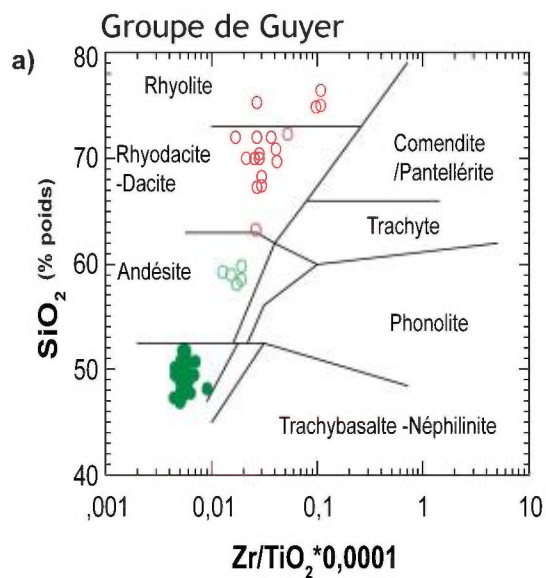 Groupe de Guyer
a)
80
70
60
50
40
SiO2 (% poids)
Rhyolite
Rhyodacite
-Dacite
Andésite
Comendite
/Pantellérite
Trachyte
Phonolite
Trachybasalte -Néphilinite
,001
0,01
0,1
1
10
Zr/TiO2*0,0001